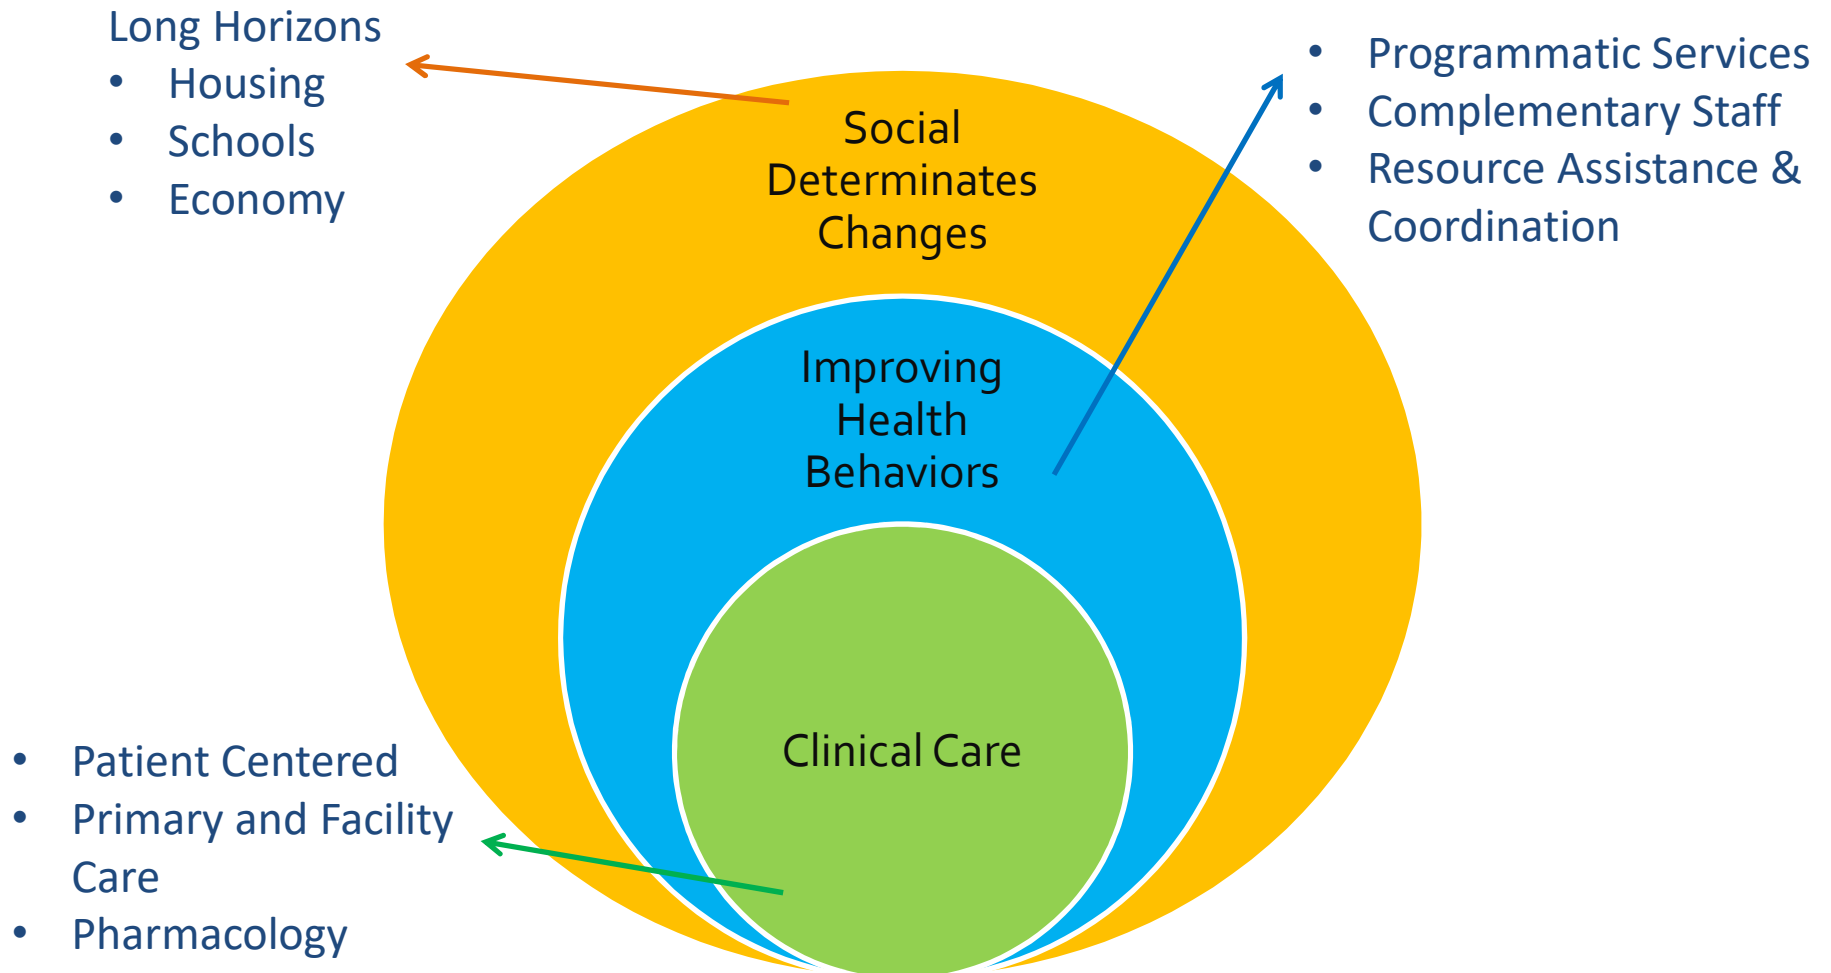 Long Horizons
• Housing
• Schools
• Economy
• Programmatic Services
• Complementary Staff
• Resource Assistance &
Coordination
Social
Determinates
Changes
Improving
Health
Behaviors
Clinical Care
• Patient Centered
• Primary and Facility
Care
• Pharmacology